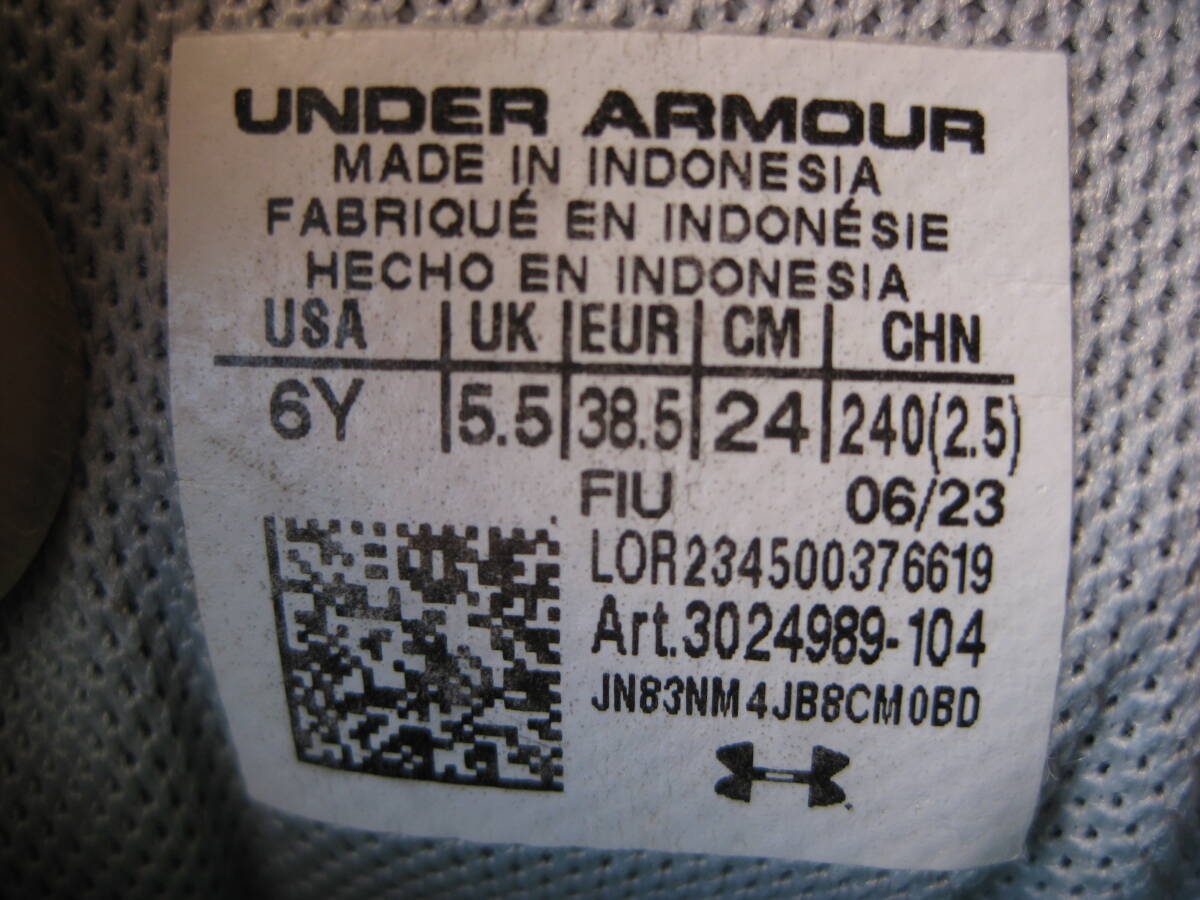 UNDER ARMOUR
MADE IN INDONESIA
FABRIQUÉ EN INDONÉSIE
HECHO EN INDONESIA
USA UK EUR CM CHN
6Y 5.5 38.5 24 240(2.5)
FIU 06/23
LOR234500376619
Art.3024989-104
JN83NM4JB8CM0BD